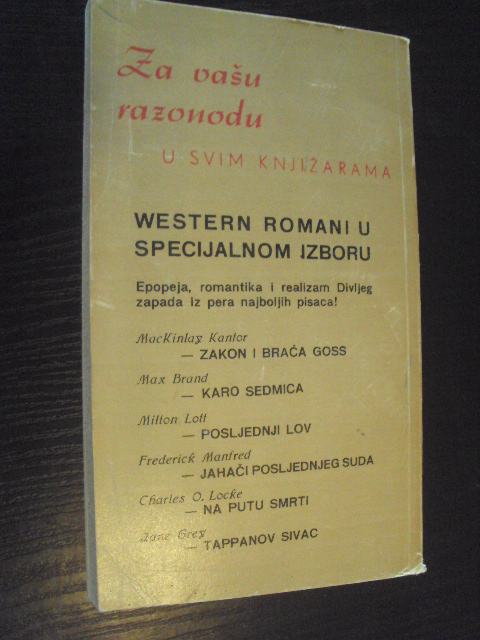 Za vašu
razonodu
U SVIM KNJIŽARAMA
WESTERN ROMANI U
SPECIJALNOM IZBORU
Epopeja, romantika i realizam Divljeg
zapada iz pera najboljih pisaca!
MacKinlay Kantor
— ZAKON I BRAĆA GOSS
Max Brand
— KARO SEDMICA
Milton Lott
— POSLJEDNJI LOV
Frederick Manfred
— JAHAČI POSLJEDNJEG SUDA
Charles O. Locke
— NA PUTU SMRTI
Zane Grey
— TAPPANOV SIVAC